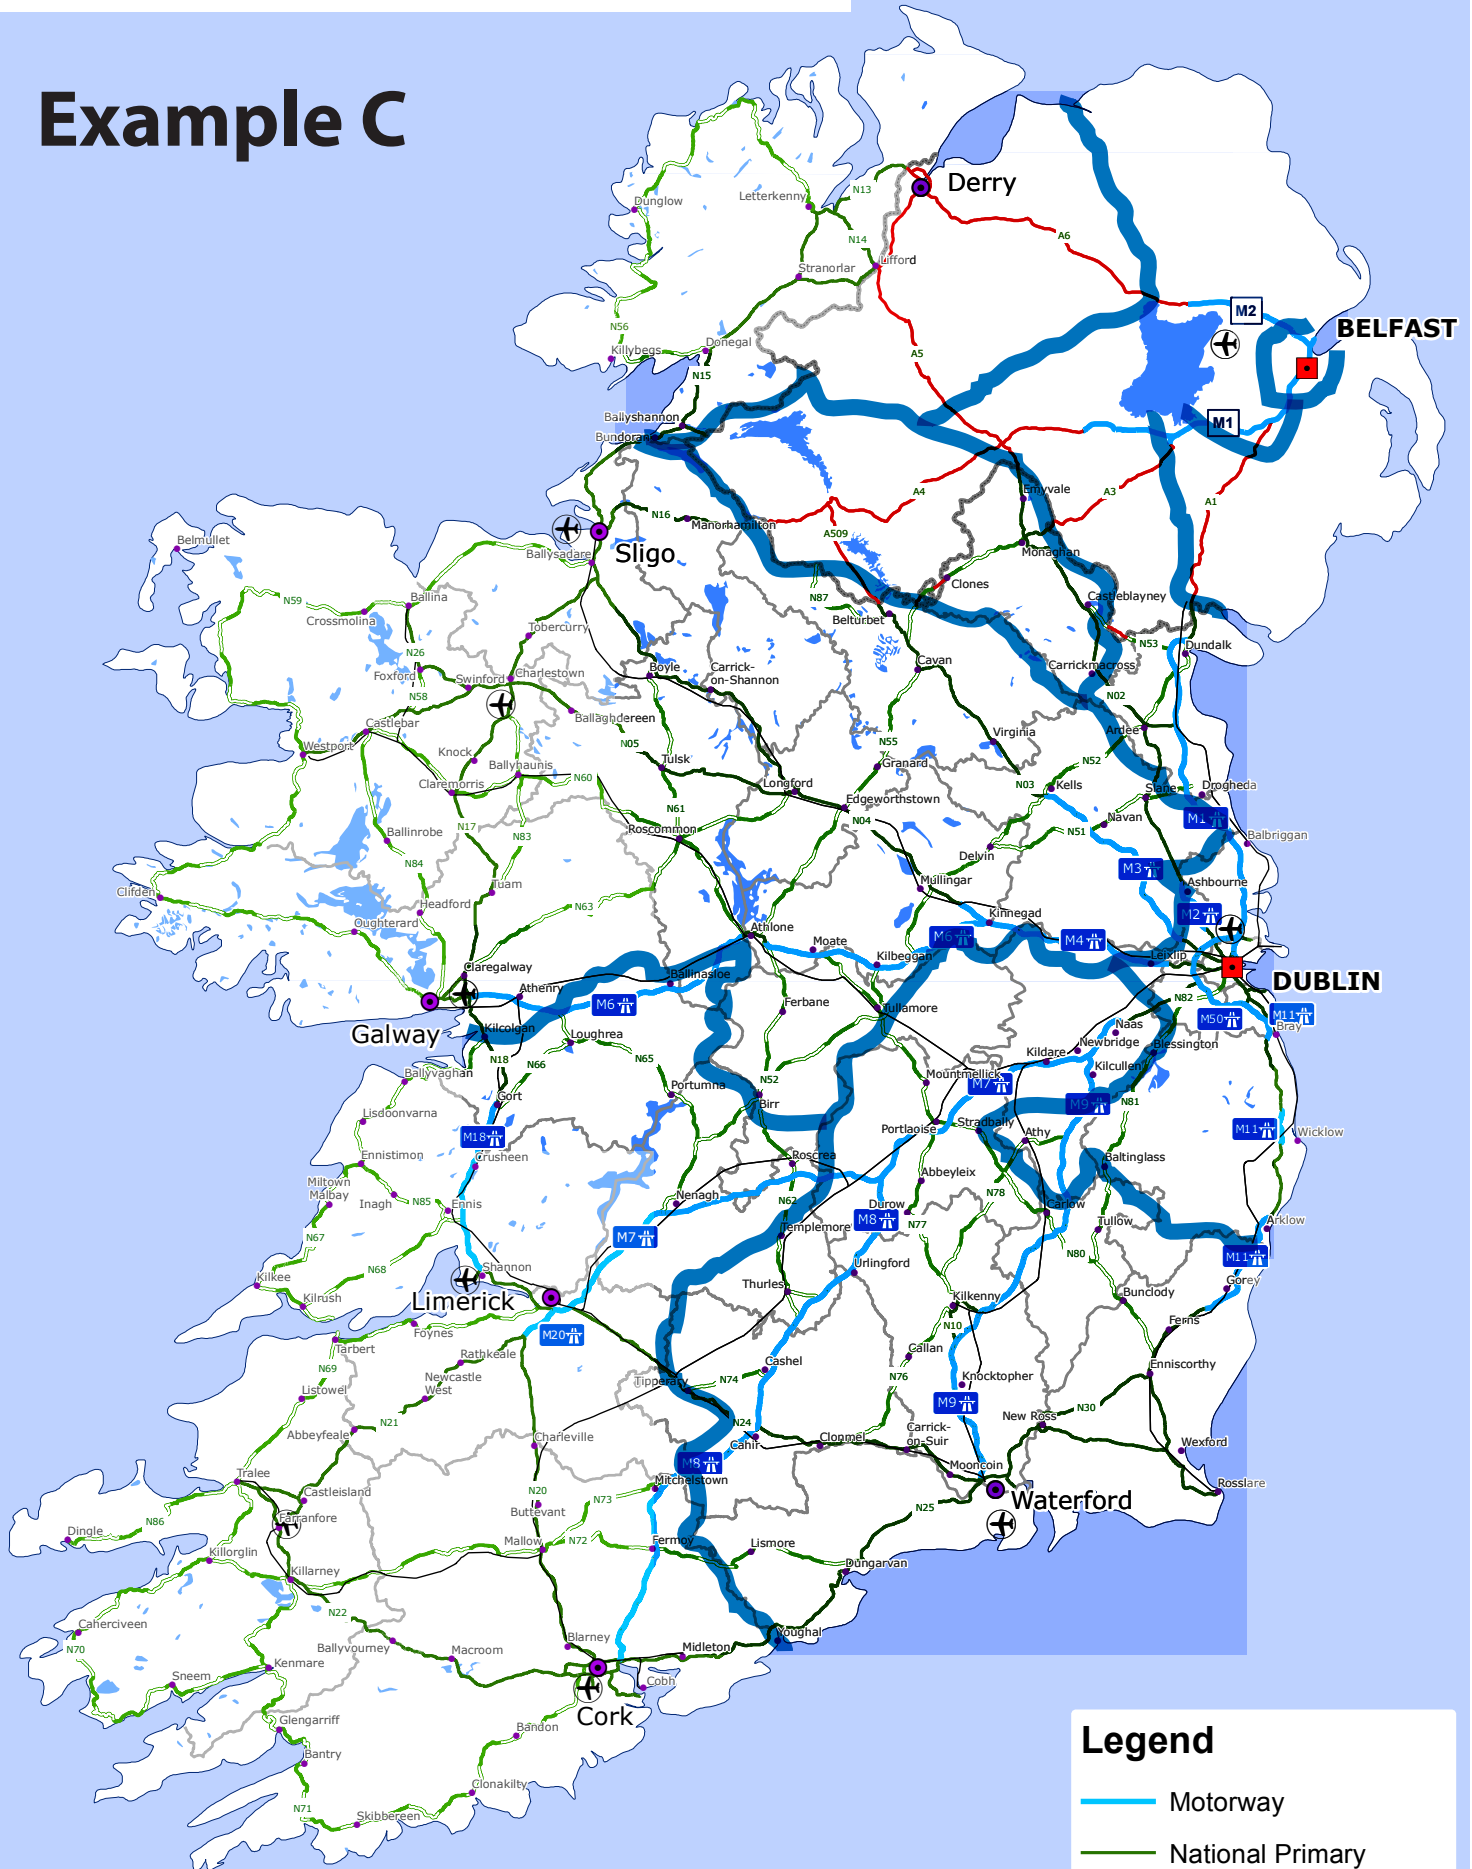 Example C
Derry
N13
Letterkenny
Dunglow
A6
N14
Lifford
Stranorlar
M2
BELFAST
N56
Killybegs
Donegal
A5
N15
Ballyshannon
Bundoran
M1
A4
Emyvale
A3
A1
N16
Manorhamilton
A509
Belmullet
Sligo
Ballysadare
Monaghan
Clones
N59
Ballina
Crossmolina
N87
Belturbet
Castleblayney
Tobercurry
N53
Dundalk
N26
Foxford
Swinford
Charlestown
Boyle
Carrick-
on-Shannon
Cavan
Carrickmacross
N58
N02
Castlebar
Ballaghdereen
Ardee
Westport
Knock
N05
N55
Virginia
Tulsk
Granard
N52
Ballyhaunis
N60
Claremorris
Longford
N03
Kells
Slane
Drogheda
Edgeworthstown
N61
N04
Navan
M1
Roscommon
N51
Balbriggan
Ballinrobe
N17
N83
Delvin
N84
M3
Mullingar
Ashbourne
Clifden
Tuam
Headford
N63
Kinnegad
M2
Oughterard
Athlone
Moate
M6
M4
Kilbeggan
Leixlip
Claregalway
Ballinasloe
DUBLIN
Athenry
M6
Ferbane
Tullamore
N82
Galway
Kilcolgan
Loughrea
M50
M11
Bray
Naas
Newbridge
Blessington
N18
N66
N65
Kildare
Kilcullen
Ballyvaghan
N52
Mountmellick
M7
Portumna
Birr
Gort
Lisdoonvarna
M9
N81
M18
Portlaoise
Stradbally
Athy
M11
Wicklow
Ennistimon
Crusheen
Roscrea
Baltinglass
Miltown
Malbay
Inagh
N85
Ennis
Nenagh
N62
Abbeyleix
N78
Durow
Carlow
M8
N77
Tullow
Arklow
N67
M7
Templemore
N80
M11
N68
Kilkee
Shannon
Urlingford
Gorey
Kilrush
Limerick
Thurles
Kilkenny
Bunclody
Foynes
M20
N10
Ferns
Tarbert
Rathkeale
Callan
N69
Newcastle
West
Cashel
Enniscorthy
Tipperary
N74
N76
Knocktopher
Listowel
M9
N21
N24
New Ross
N30
Abbeyfeale
Charleville
Cahir
Clonmel
Carrick-
on-Suir
Wexford
M8
Mooncoin
Tralee
Mitchelstown
Rosslare
Castleisland
N20
N73
Waterford
N25
Buttevant
Farranfore
N86
Dingle
Mallow
N72
Fermoy
Lismore
Killorglin
Dungarvan
Killarney
N22
Caherciveen
Youghal
Ballyvourney
Blarney
N70
Macroom
Midleton
Kenmare
Sneem
Cobh
Cork
Glengarriff
Bandon
Bantry
Legend
Clonakilty
N71
Skibbereen
Motorway
National Primary